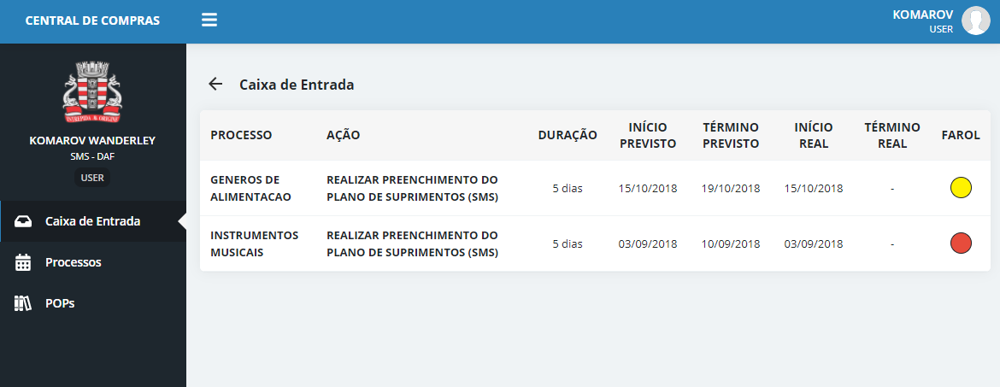 CENTRAL DE COMPRAS
KOMAROV
USER
INTREPIDA AB ORIGINE
KOMAROV WANDERLEY
SMS - DAF
USER
Caixa de Entrada
Processos
POPs
Caixa de Entrada
PROCESSO AÇÃO DURAÇÃO INÍCIO PREVISTO TÉRMINO PREVISTO INÍCIO REAL TÉRMINO REAL FAROL
GENEROS DE ALIMENTACAO REALIZAR PREENCHIMENTO DO PLANO DE SUPRIMENTOS (SMS) 5 dias 15/10/2018 19/10/2018 15/10/2018 -
INSTRUMENTOS MUSICAIS REALIZAR PREENCHIMENTO DO PLANO DE SUPRIMENTOS (SMS) 5 dias 03/09/2018 10/09/2018 03/09/2018 -